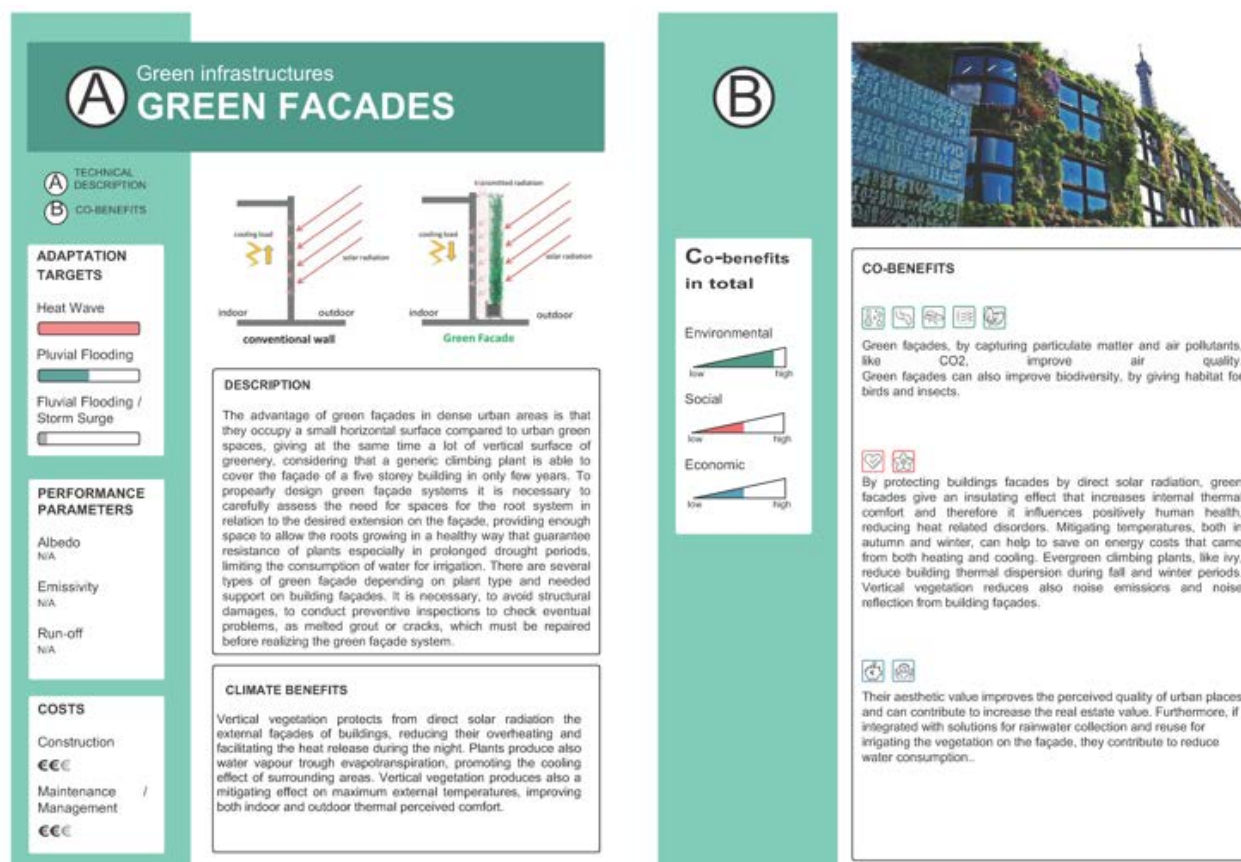 A
Green infrastructures
GREEN FACADES
A
TECHNICAL
DESCRIPTION
B
CO-BENEFITS
ADAPTATION
TARGETS
Heat Wave
Pluvial Flooding
Fluvial Flooding /
Storm Surge
PERFORMANCE
PARAMETERS
Albedo
N/A
Emissivity
N/A
Run-off
N/A
COSTS
Construction
€€€
Maintenance /
Management
€€€
cooling load
solar radiation
indoor
outdoor
conventional wall
transmitted radiation
cooling load
solar radiation
indoor
outdoor
Green Facade
DESCRIPTION
The advantage of green façades in dense urban areas is that
they occupy a small horizontal surface compared to urban green
spaces, giving at the same time a lot of vertical surface of
greenery, considering that a generic climbing plant is able to
cover the façade of a five storey building in only few years. To
propearly design green façade systems it is necessary to
carefully assess the need for spaces for the root system in
relation to the desired extension on the façade, providing enough
space to allow the roots growing in a healthy way that guarantee
resistance of plants especially in prolonged drought periods,
limiting the consumption of water for irrigation. There are several
types of green façade depending on plant type and needed
support on building façades. It is necessary, to avoid structural
damages, to conduct preventive inspections to check eventual
problems, as melted grout or cracks, which must be repaired
before realizing the green façade system.
CLIMATE BENEFITS
Vertical vegetation protects from direct solar radiation the
external façades of buildings, reducing their overheating and
facilitating the heat release during the night. Plants produce also
water vapour trough evapotranspiration, promoting the cooling
effect of surrounding areas. Vertical vegetation produces also a
mitigating effect on maximum external temperatures, improving
both indoor and outdoor thermal perceived comfort.
B
Co-benefits
in total
Environmental
low high
Social
low high
Economic
low high
CO-BENEFITS
Green façades, by capturing particulate matter and air pollutants,
like CO2, improve air quality.
Green façades can also improve biodiversity, by giving habitat for
birds and insects.
By protecting buildings facades by direct solar radiation, green
facades give an insulating effect that increases internal thermal
comfort and therefore it influences positively human health,
reducing heat related disorders. Mitigating temperatures, both in
autumn and winter, can help to save on energy costs that came
from both heating and cooling. Evergreen climbing plants, like ivy,
reduce building thermal dispersion during fall and winter periods.
Vertical vegetation reduces also noise emissions and noise
reflection from building façades.
Their aesthetic value improves the perceived quality of urban places
and can contribute to increase the real estate value. Furthermore, if
integrated with solutions for rainwater collection and reuse for
irrigating the vegetation on the façade, they contribute to reduce
water consumption..